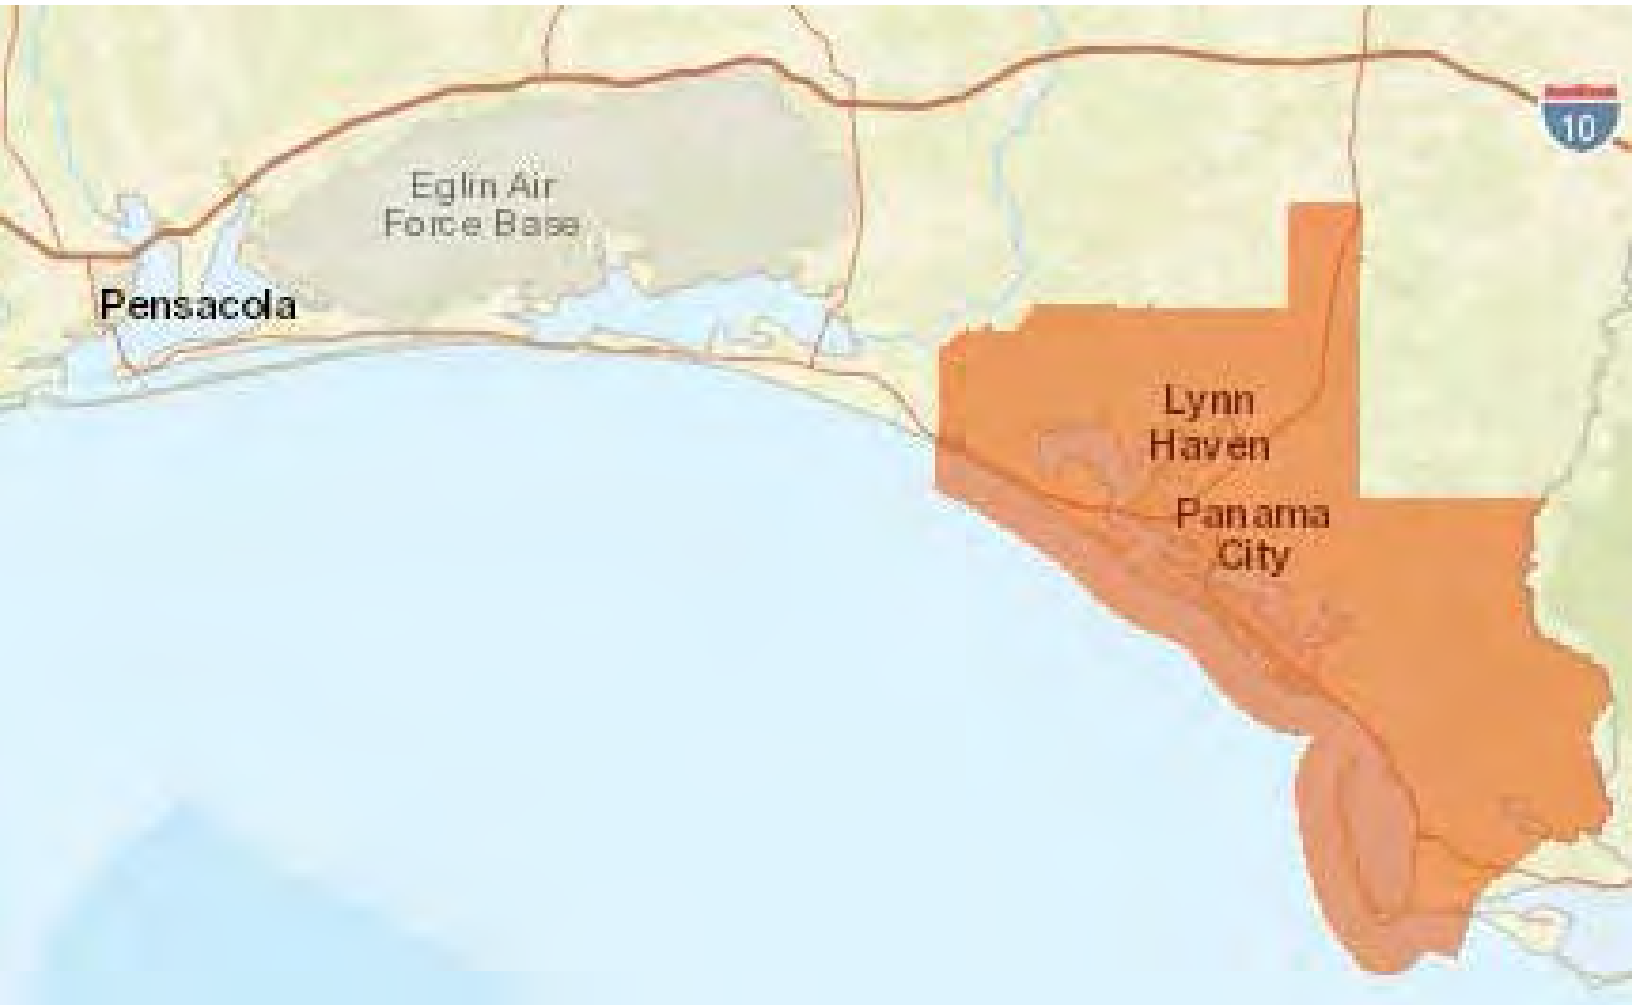 10
Eglin Air
Force Base
Pensacola
Lynn
Haven
Panama
City